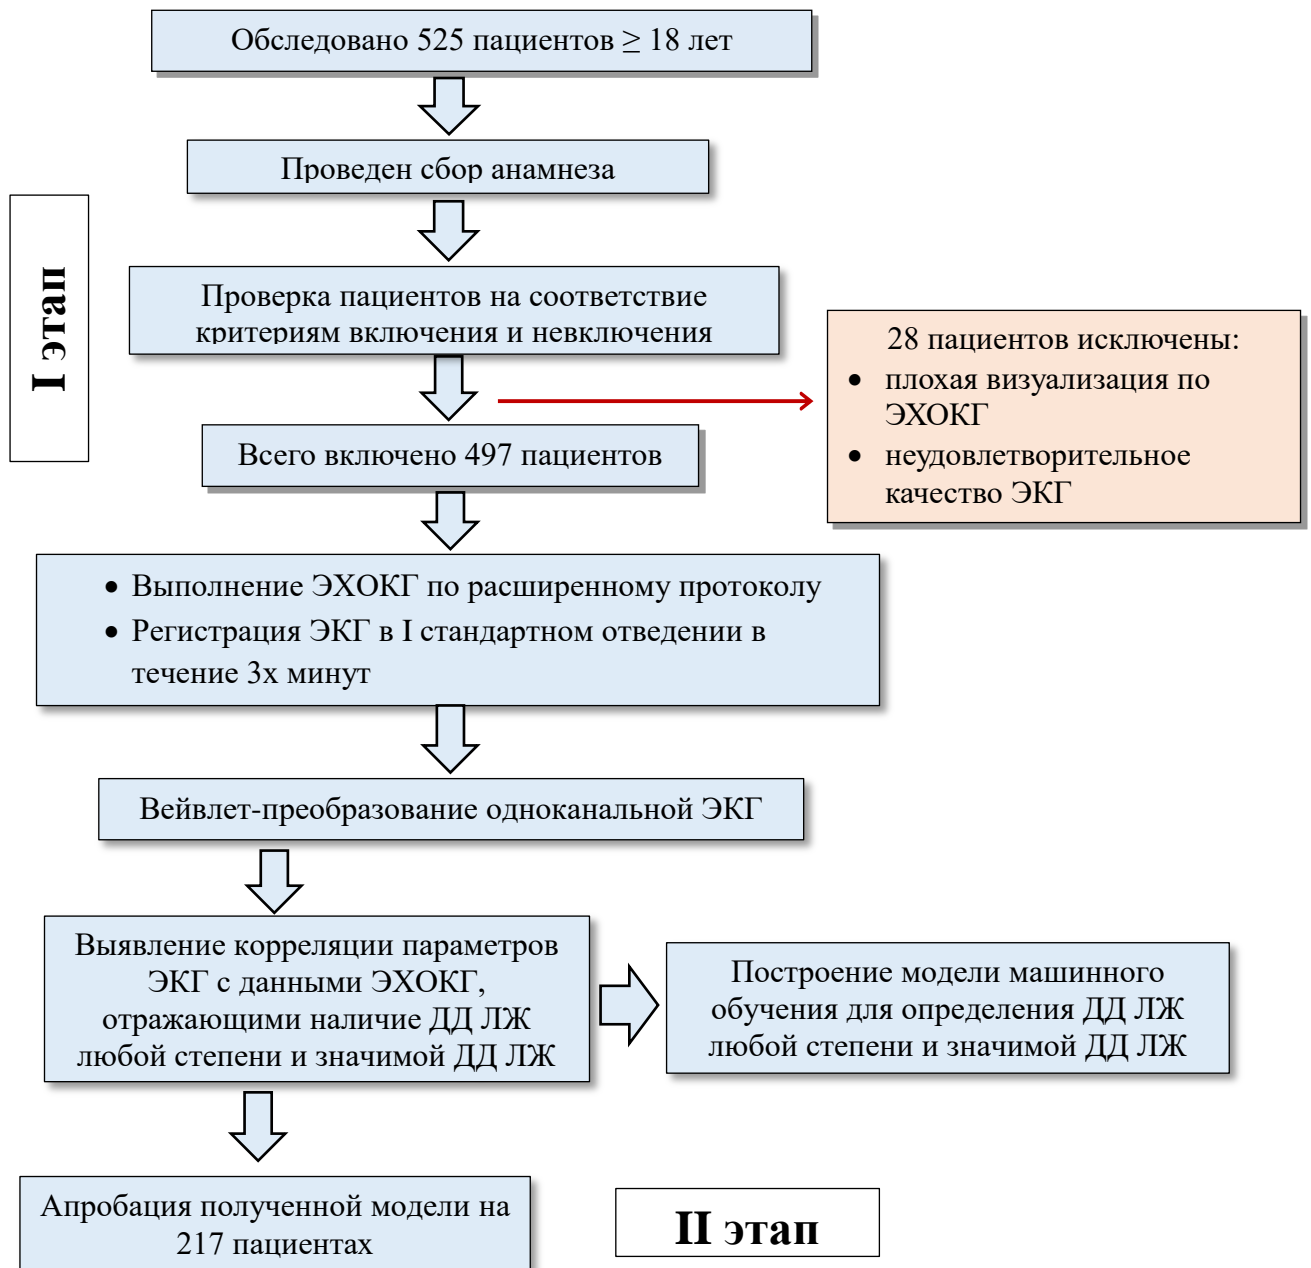 Обследовано 525 пациентов ≥ 18 лет
Проведен сбор анамнеза
I этап
Проверка пациентов на соответствие
критериям включения и невключения
28 пациентов исключены:
• плохая визуализация по
ЭХОКГ
• неудовлетворительное
качество ЭКГ
Всего включено 497 пациентов
• Выполнение ЭХОКГ по расширенному протоколу
• Регистрация ЭКГ в I стандартном отведении в
течение 3х минут
Вейвлет-преобразование одноканальной ЭКГ
Выявление корреляции параметров
ЭКГ с данными ЭХОКГ,
отражающими наличие ДД ЛЖ
любой степени и значимой ДД ЛЖ
Построение модели машинного
обучения для определения ДД ЛЖ
любой степени и значимой ДД ЛЖ
Апробация полученной модели на
217 пациентах
II этап